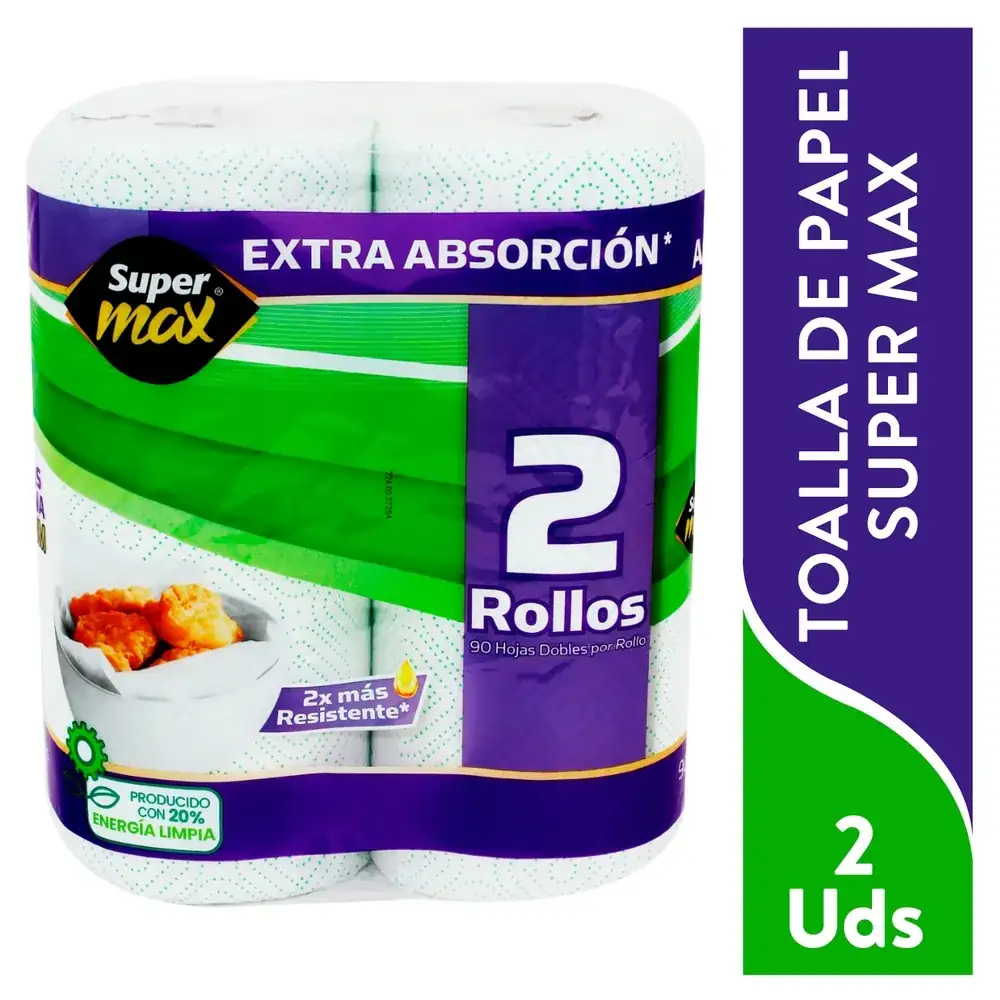 Super
max®
EXTRA ABSORCIÓN*
2
Rollos
90 Hojas Dobles por Rollo
2x más
Resistente*
PRODUCIDO
CON 20%
ENERGÍA LIMPIA
TOALLA DE PAPEL
SUPER MAX
2
Uds